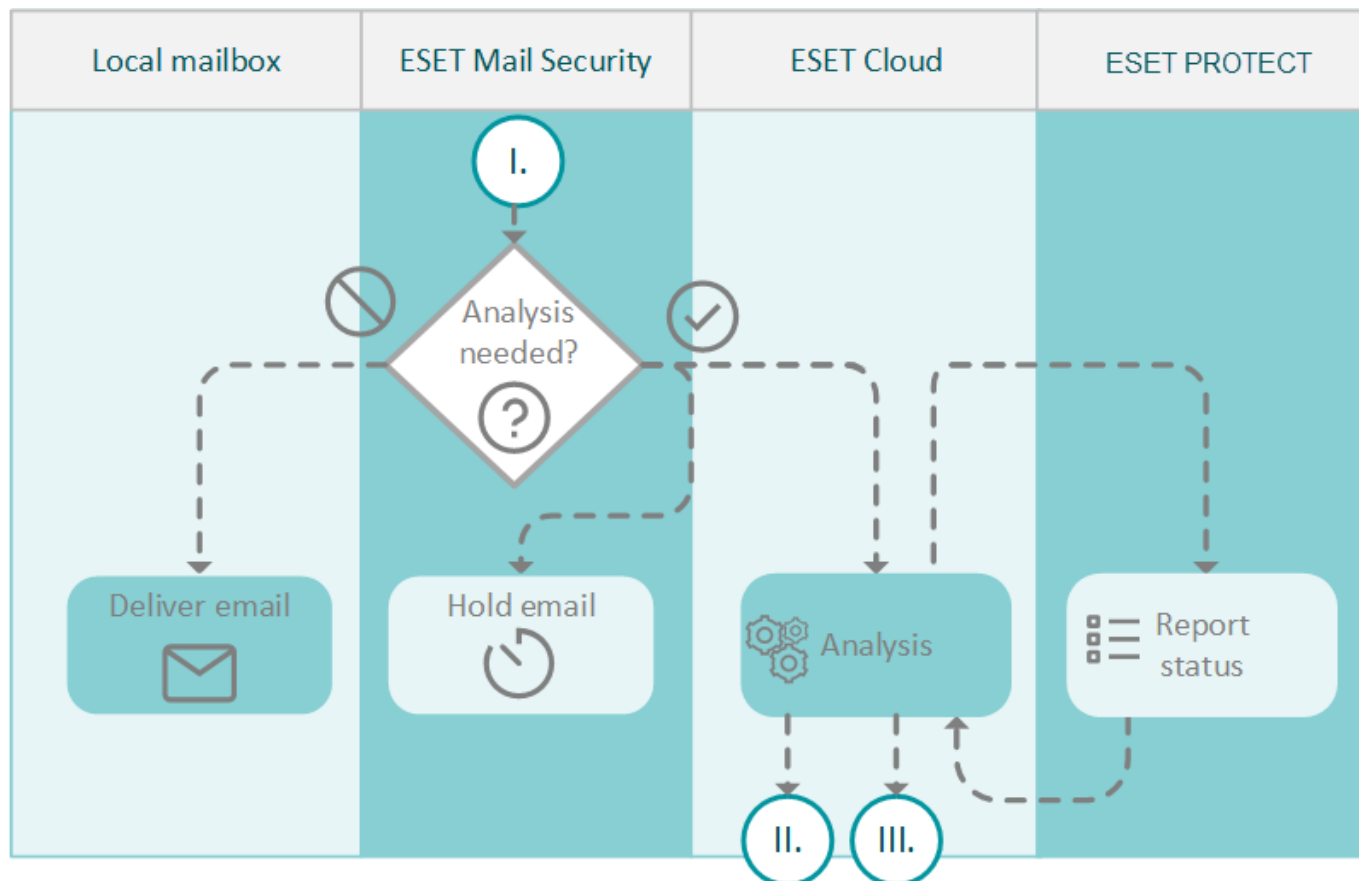 Local mailbox
ESET Mail Security
ESET Cloud
ESET PROTECT
I.
Analysis
needed?
?
Deliver email
Hold email
Analysis
Report
status
II.
III.